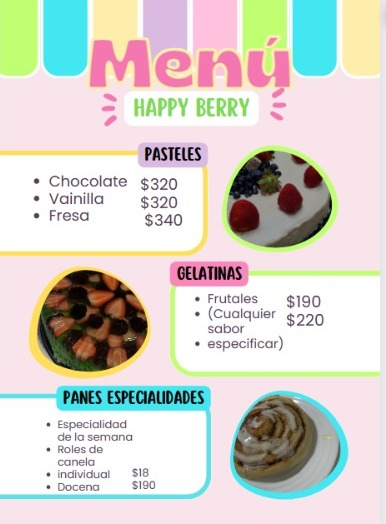 Menú
HAPPY BERRY
PASTELES
Chocolate $320
Vainilla $320
Fresa $340
GELATINAS
Frutales $190
(Cualquier $220
sabor
especificar)
PANES ESPECIALIDADES
Especialidad
de la semana
Roles de
canela
individual $18
Docena $190